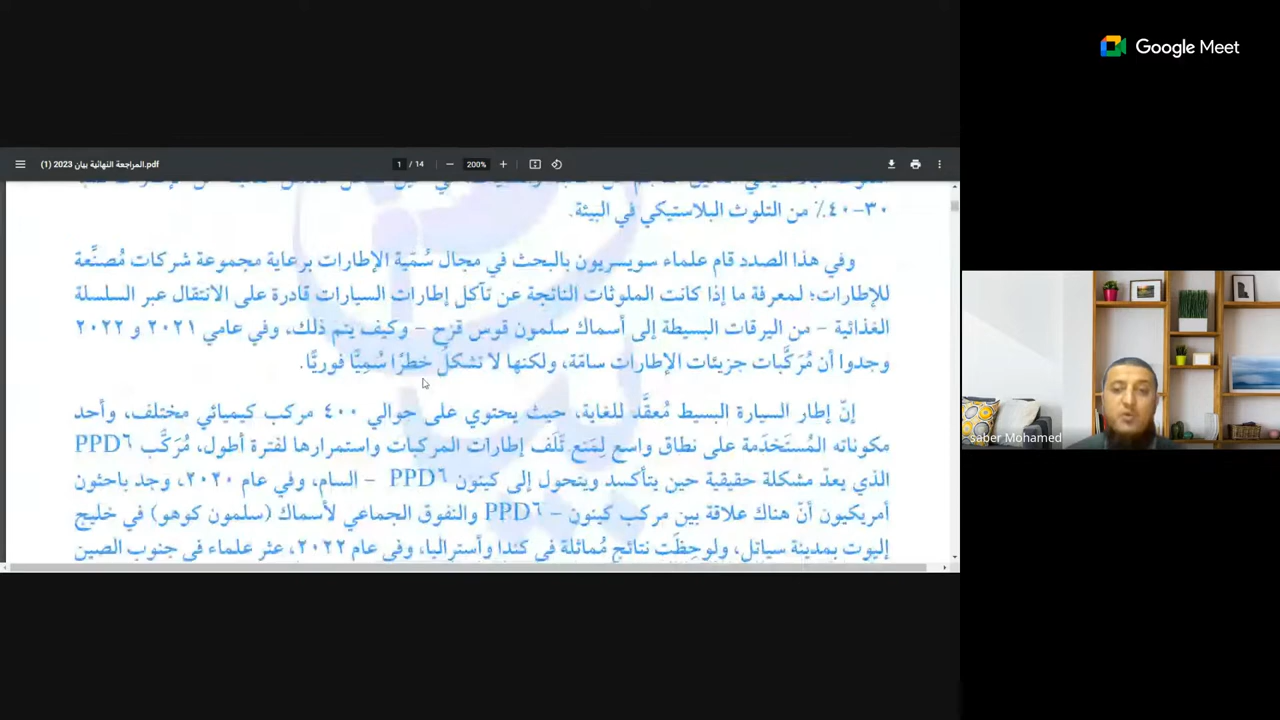 Google Meet
المراجعة النهائية بيان 2023 (1).pdf
1 / 14
200%
٣٠-٤٠٪ من التلوث البلاستيكي في البيئة.
وفي هذا الصدد قام علماء سويسريون بالبحث في مجال سُمّية الإطارات برعاية مجموعة شركات مُصنِّعة
للإطارات؛ لمعرفة ما إذا كانت الملوثات الناتجة عن تآكل إطارات السيارات قادرة على الانتقال عبر السلسلة
الغذائية - من اليرقات البسيطة إلى أسماك سلمون قوس قزح - وكيف يتم ذلك، وفي عامي ٢٠٢١ و ٢٠٢٢
وجدوا أن مُرَكَّبات جزيئات الإطارات سامّة، ولكنها لا تشكل خطرًا سُمِيًّا فوريًّا.
إنّ إطار السيارة البسيط مُعقَّد للغاية، حيث يحتوي على حوالي ٤٠٠ مركب كيميائي مختلف، وأحد
مكوناته المُستَخدَمة على نطاق واسع لِمَنع تَلَف إطارات المركبات واستمرارها لفترة أطول، مُرَكَّب PPD٦
الذي يعدّ مشكلة حقيقية حين يتأكسد ويتحول إلى كينون PPD٦ - السام، وفي عام ٢٠٢٠، وجد باحثون
أمريكيون أنّ هناك علاقة بين مركب كينون - PPD٦ والنفوق الجماعي لأسماك (سلمون كوهو) في خليج
إليوت بمدينة سياتل، ولوحِظَت نتائج مُماثلة في كندا وأستراليا، وفي عام ٢٠٢٢، عثر علماء في جنوب الصين
saber Mohamed